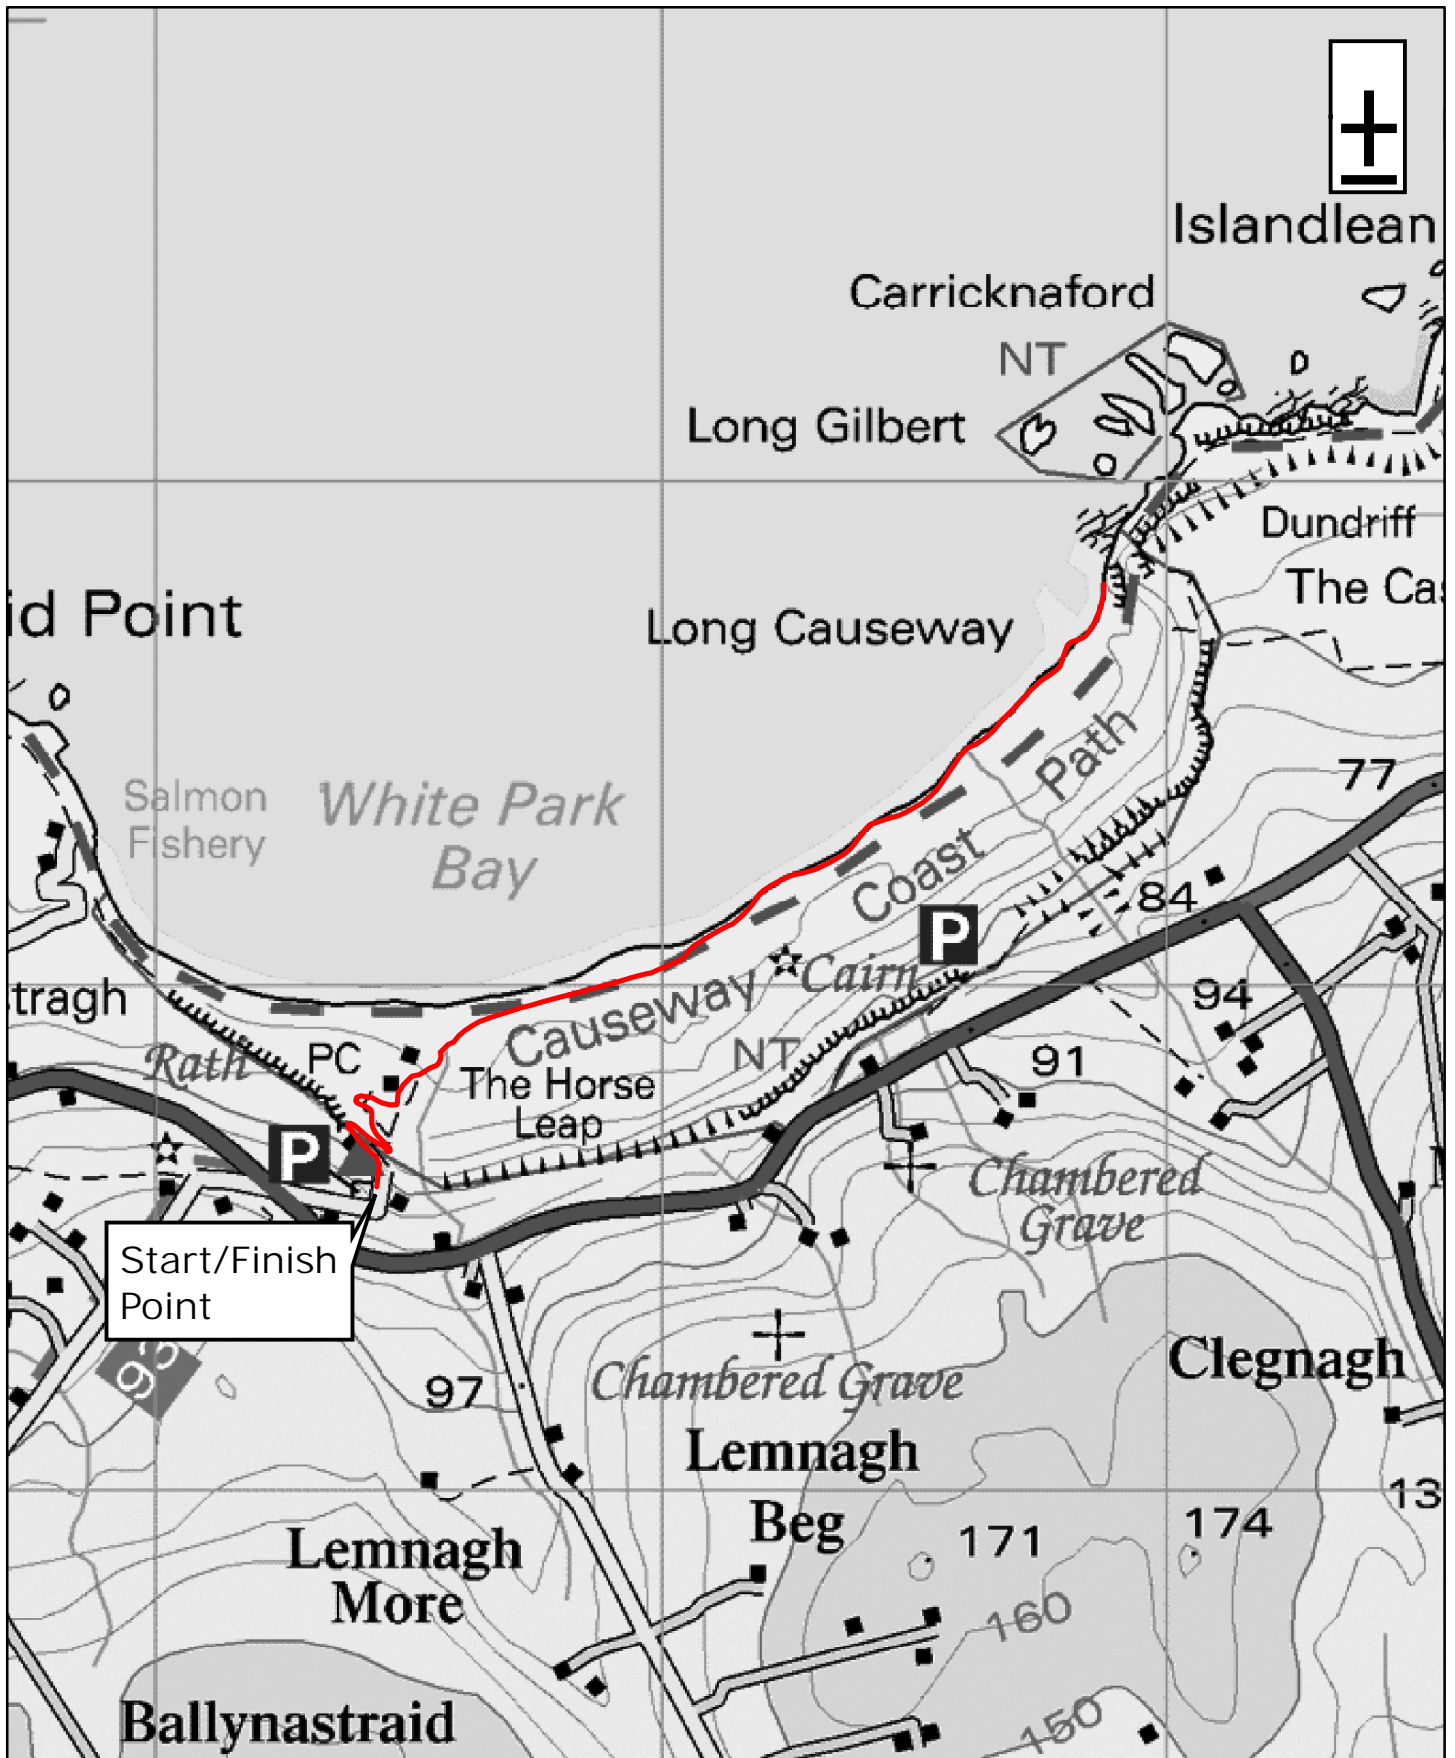 Islandlean
Carricknaford
NT
Long Gilbert
Dundriff
The Cas
id Point
Long Causeway
Path
77
Salmon
Fishery
White Park
Bay
Coast
84
P
Cairn
tragh
Causeway
94
Rath
PC
NT
91
The Horse
Leap
P
Chambered
Grave
Start/Finish
Point
Clegnagh
97
Chambered Grave
Lemnagh
Beg
13
174
171
Lemnagh
More
160
Ballynastraid
150